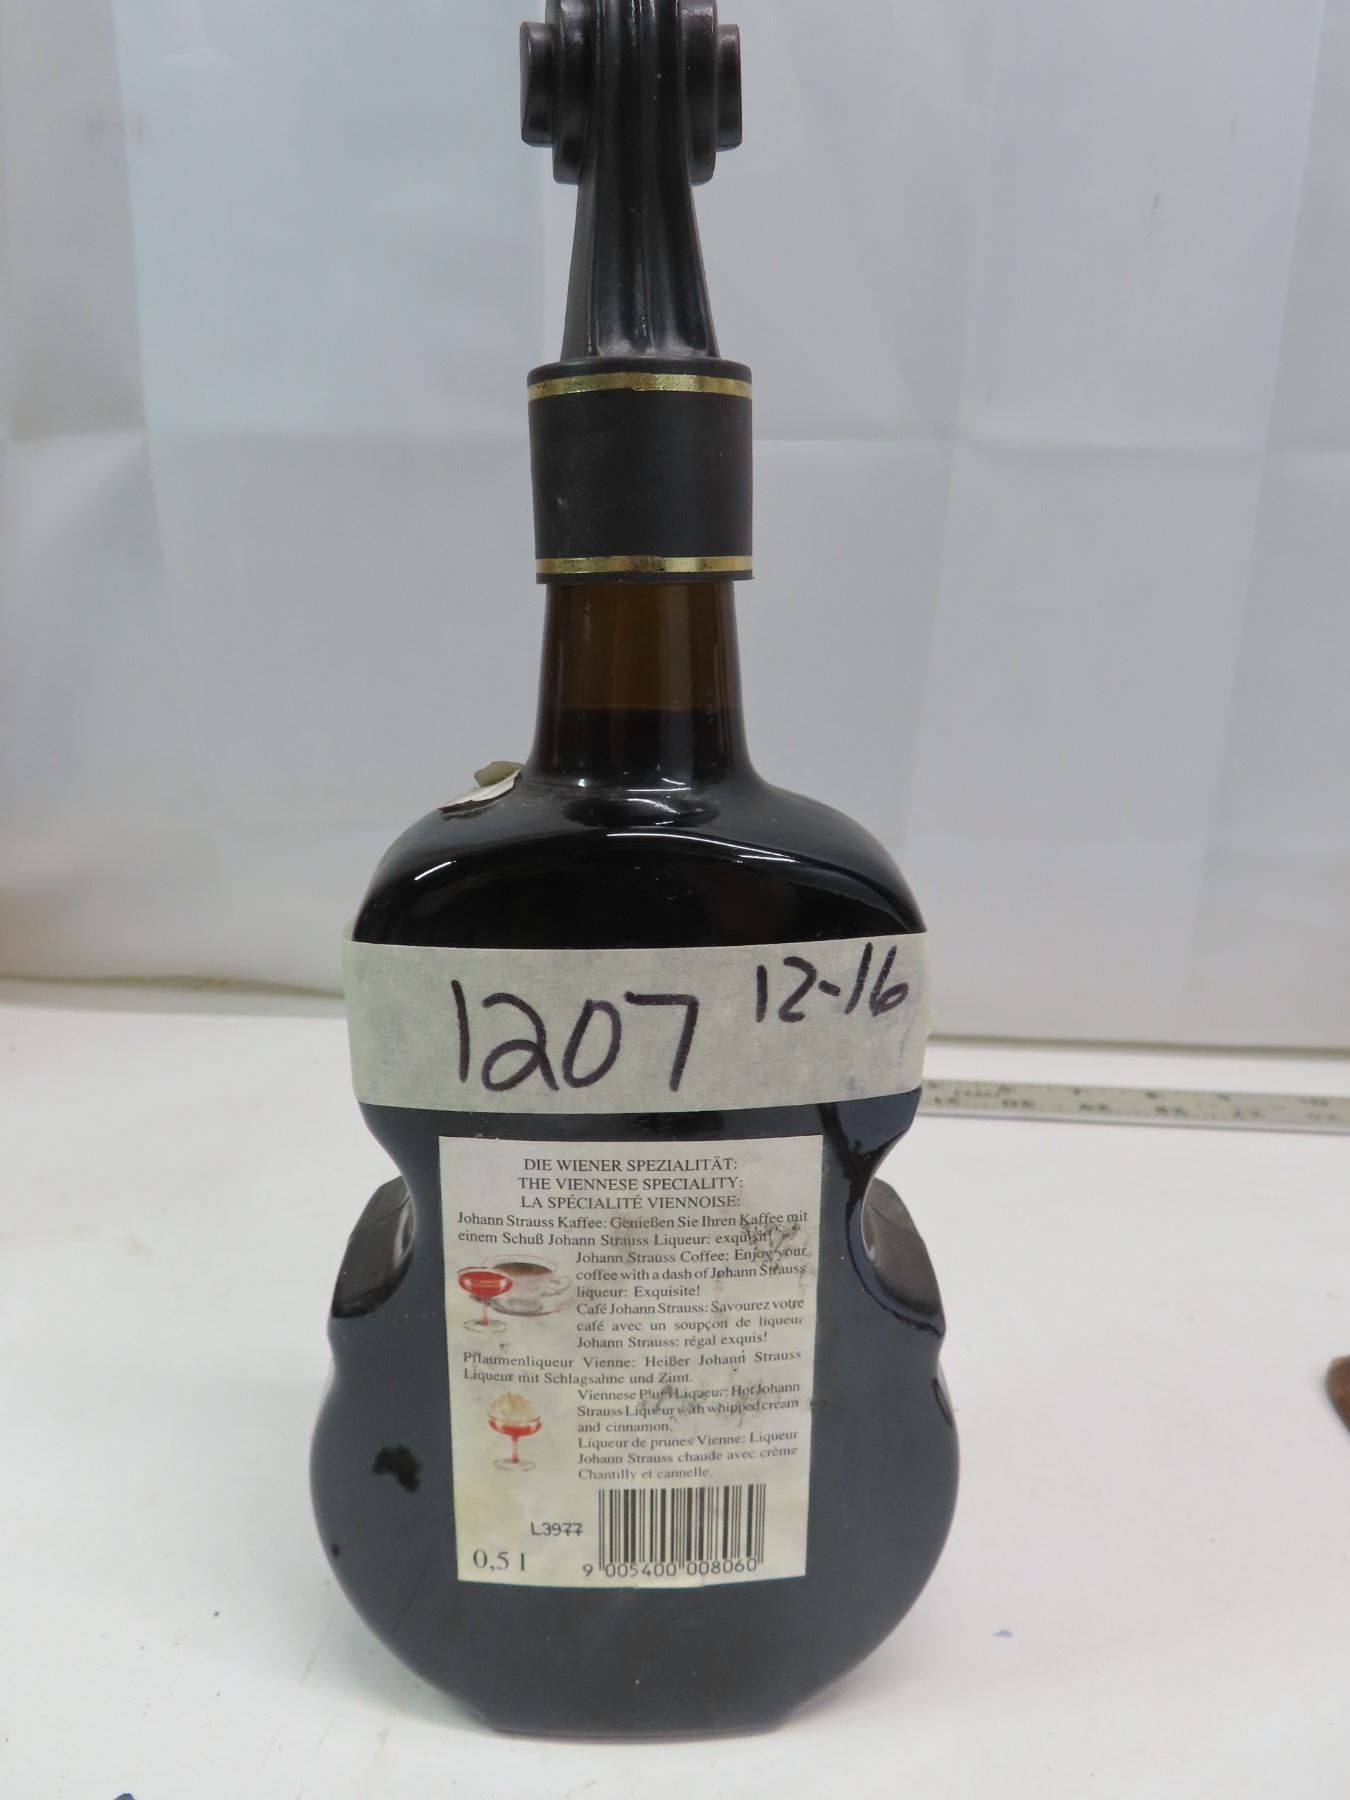 1207 12-16
DIE WIENER SPEZIALITÄT:
THE VIENNESE SPECIALITY:
LA SPÉCIALITÉ VIENNOISE:
Johann Strauss Kaffee: Genießen Sie Ihren Kaffee mit
einem Schuß Johann Strauss Liqueur: exquisit!
Johann Strauss Coffee: Enjoy your
coffee with a dash of Johann Strauss
liqueur: Exquisite!
Café Johann Strauss: Savourez votre
café avec un soupçon de liqueur
Johann Strauss: régal exquis!
Pflaumenliqueur Vienne: Heißer Johann Strauss
Liqueur mit Schlagsahne und Zimt.
Viennese Plum Liqueur: Hot Johann
Strauss Liqueur with whipped cream
and cinnamon.
Liqueur de prunes Vienne: Liqueur
Johann Strauss chaude avec crème
Chantilly et cannelle.
L3977
0,5 l
9 005400 008060